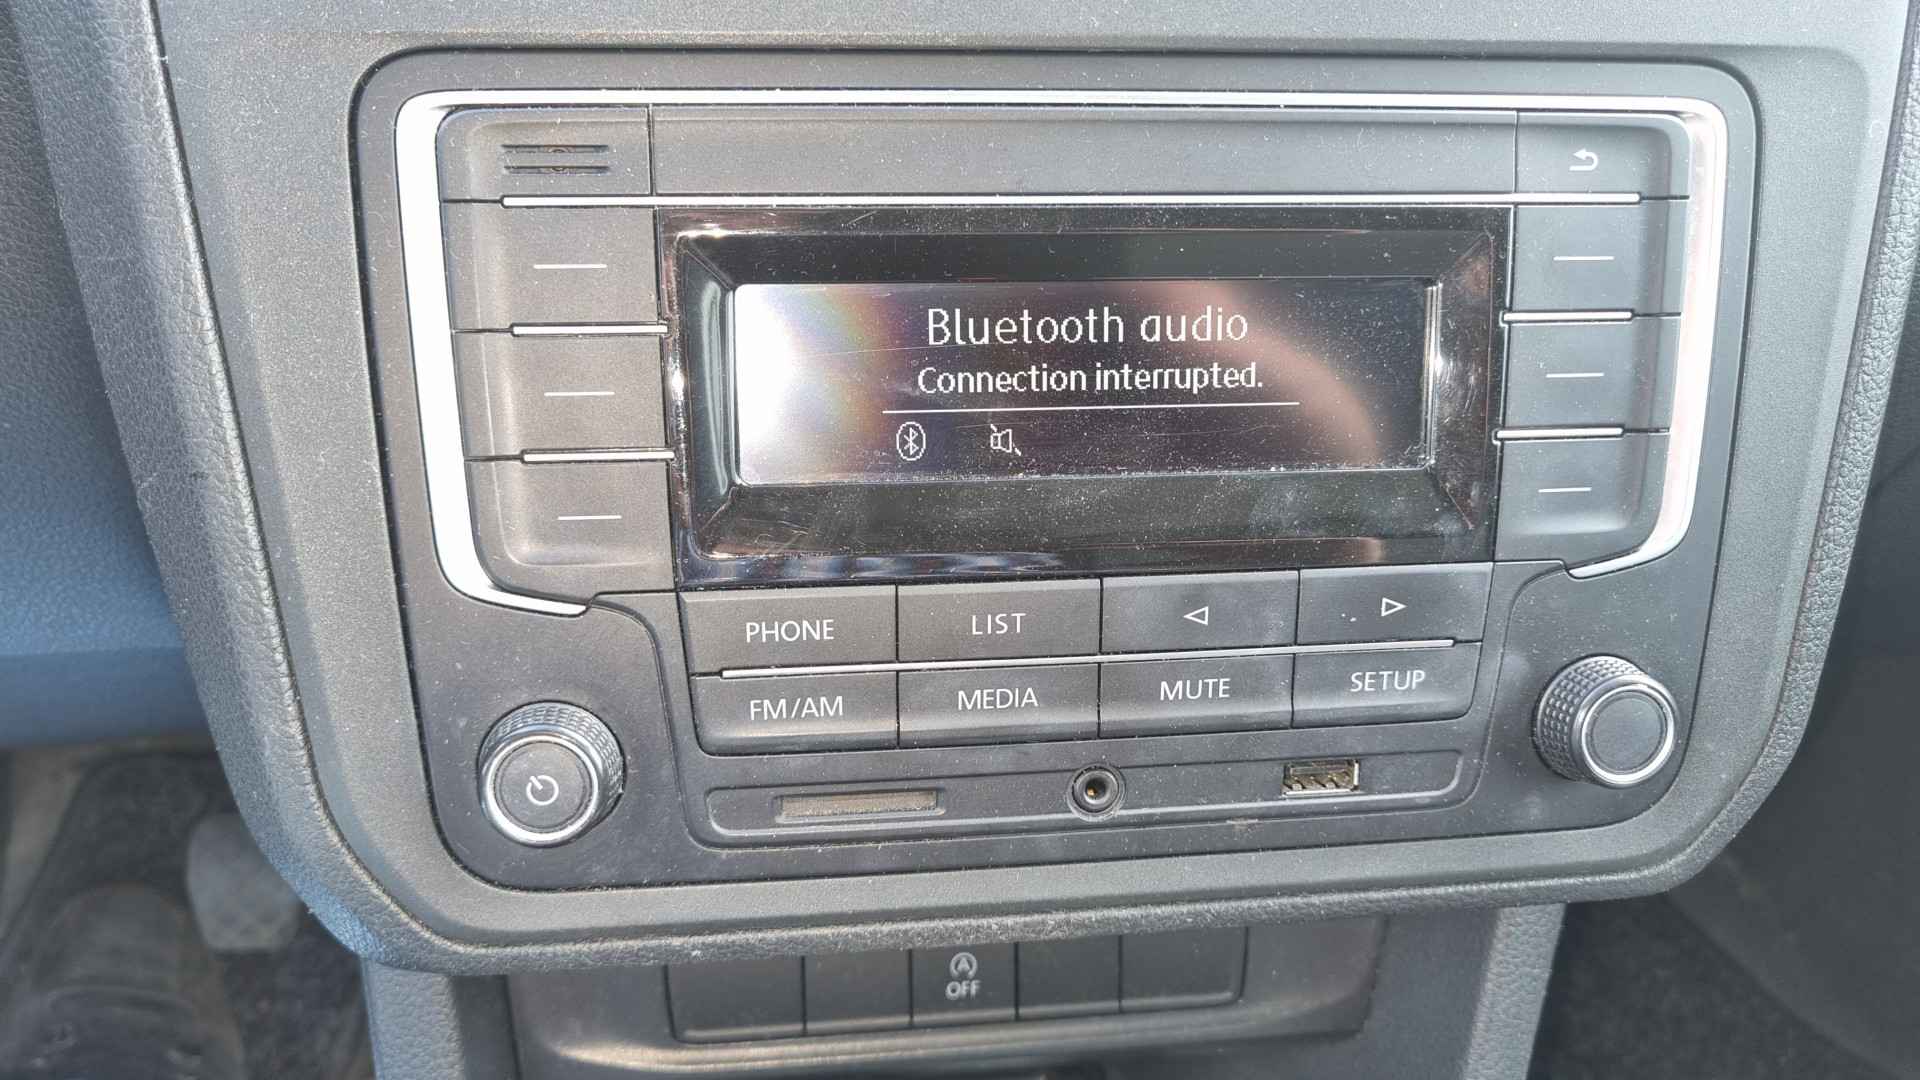 Bluetooth audio
Connection interrupted.
PHONE
LIST
FM/AM
MEDIA
MUTE
SETUP
A
OFF